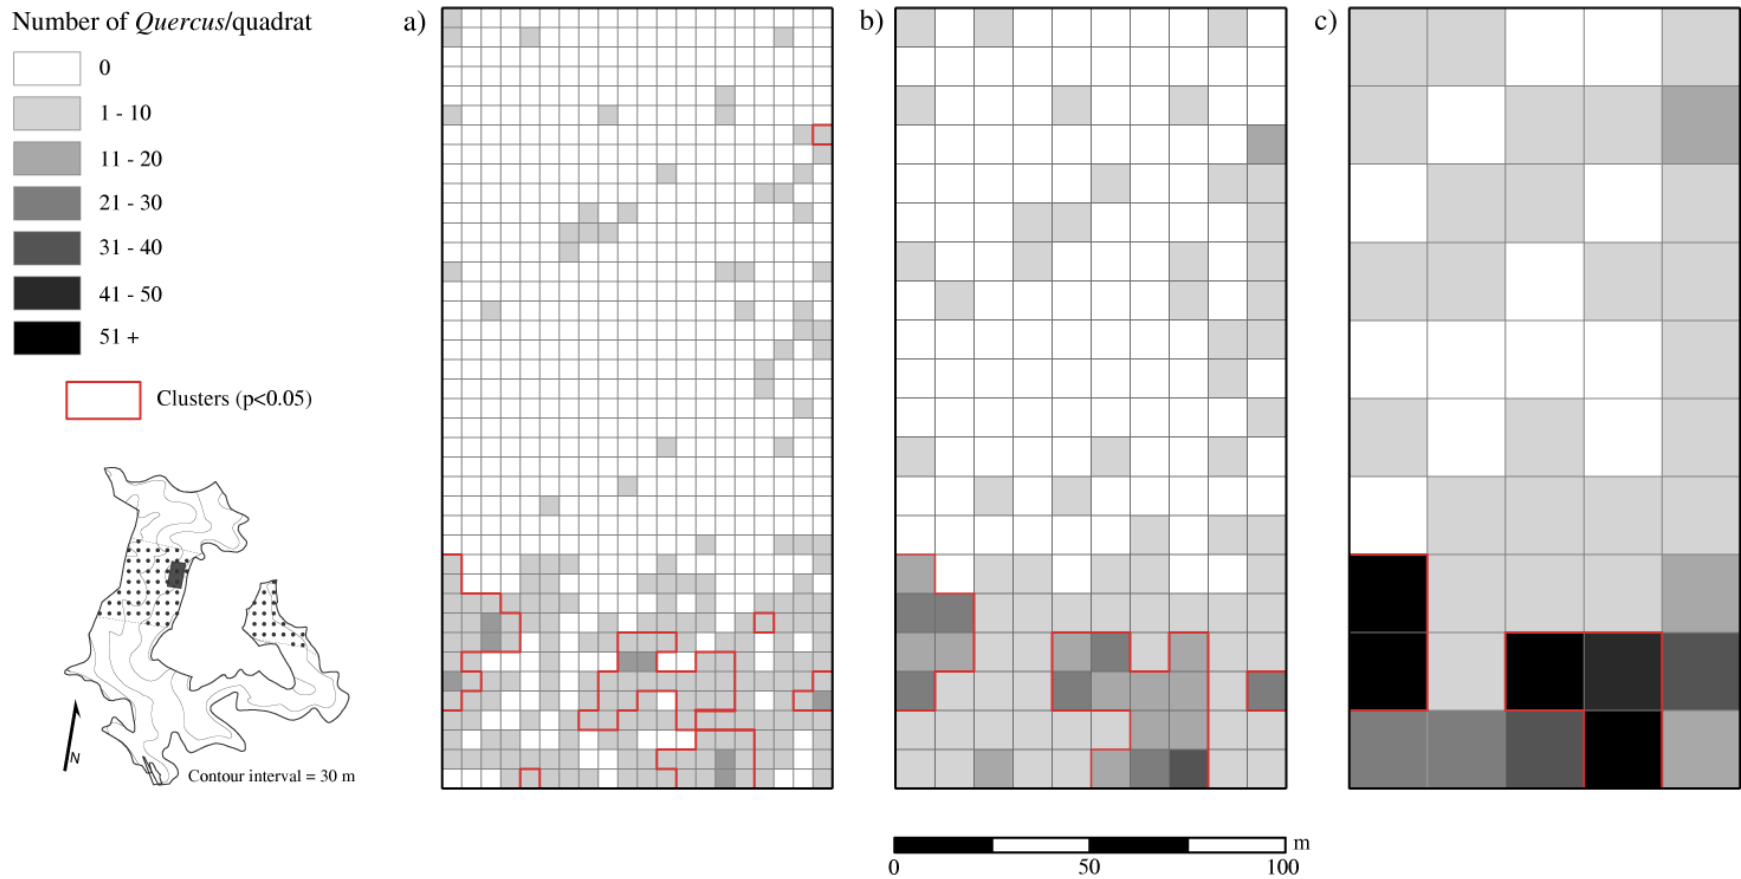 Number of Quercus/quadrat
0
1 - 10
11 - 20
21 - 30
31 - 40
41 - 50
51 +
Clusters (p<0.05)
N
Contour interval = 30 m
a)
b)
c)
0
50
100
m